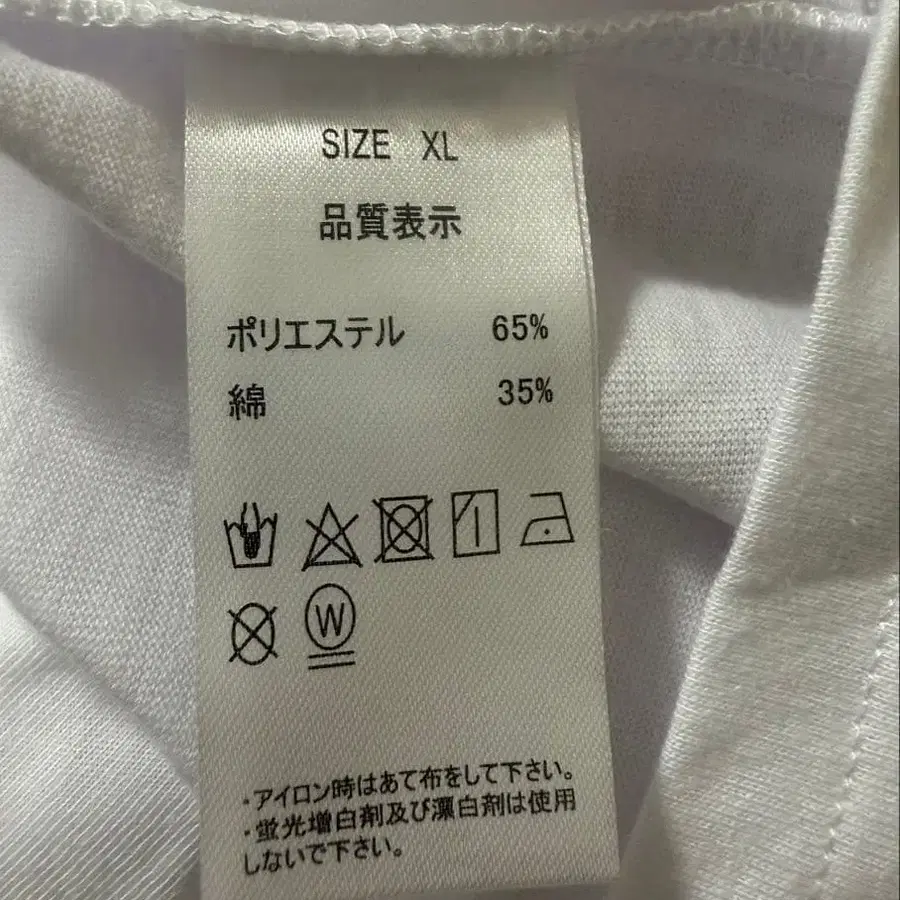 SIZE XL
品質表示
ポリエステル 65%
綿 35%
W
・アイロン時はあて布をして下さい。
・蛍光増白剤及び漂白剤は使用
しないで下さい。